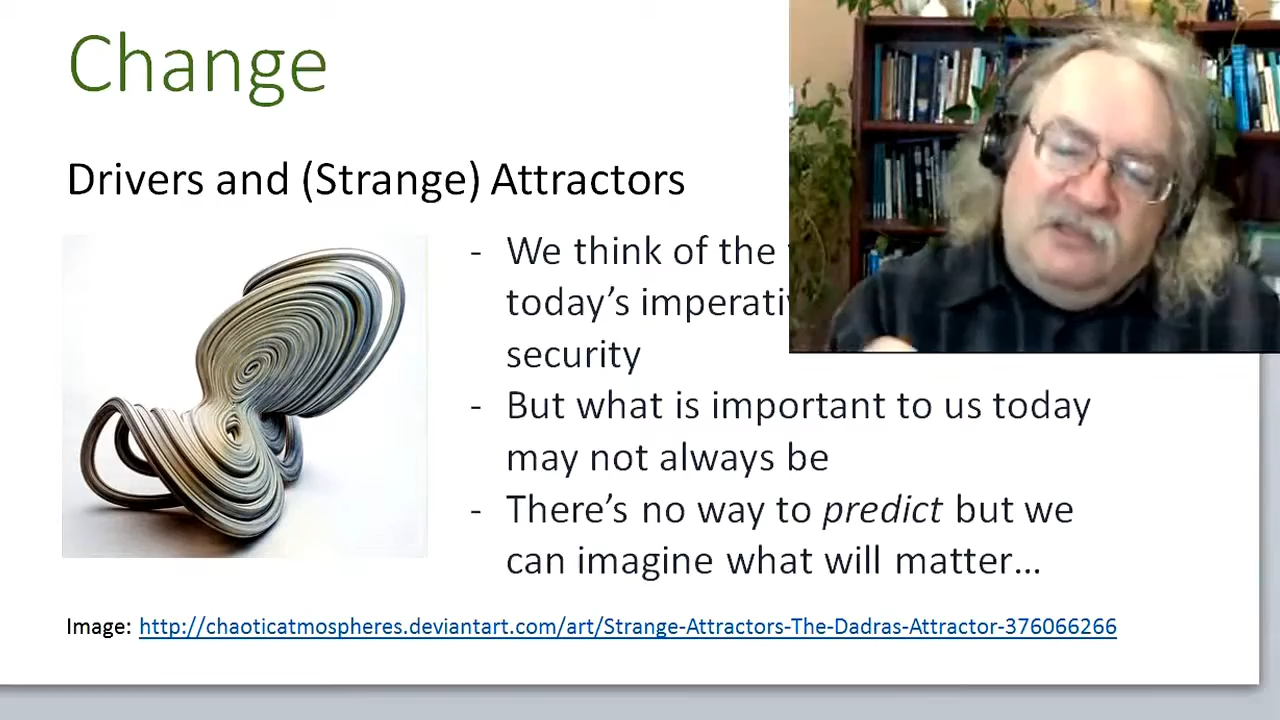 Change
Drivers and (Strange) Attractors
- We think of the
today’s
security
- But what is important to us today
may not always be
- There’s no way to predict but we
can imagine what will matter…
Image: http://chaoticatmospheres.deviantart.com/art/Strange-Attractors-The-Dadras-Attractor-376066266